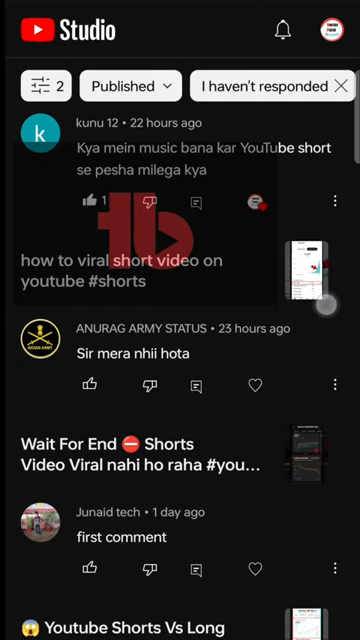 Studio
2
Published
I haven't responded
kunu 12 • 22 hours ago
Kya mein music bana kar YouTube short
se pesha milega kya
1
how to viral short video on
youtube #shorts
ANURAG ARMY STATUS • 23 hours ago
Sir mera nhii hota
Wait For End ⛔ Shorts
Video Viral nahi ho raha #you...
Junaid tech • 1 day ago
first comment
😱 Youtube Shorts Vs Long